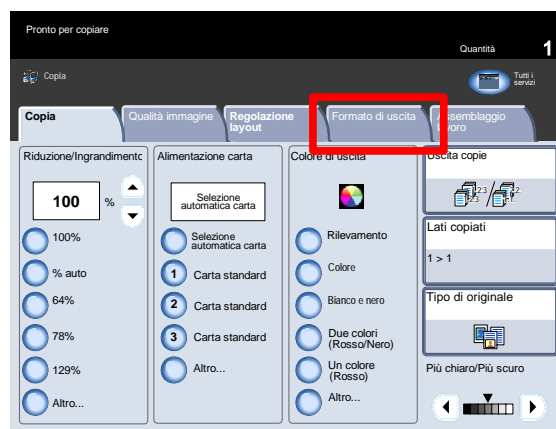 Pronto per copiare
Quantità 1
Copia
Tutti i
servizi
Copia
Qualità immagine
Regolazione
layout
Formato di uscita
Assemblaggio
lavoro
Riduzione/Ingrandimento
100 %
100%
% auto
64%
78%
129%
Altro...
Alimentazione carta
Selezione
automatica carta
Selezione
automatica carta
1 Carta standard
2 Carta standard
3 Carta standard
Altro...
Colore di uscita
Rilevamento
Colore
Bianco e nero
Due colori
(Rosso/Nero)
Un colore
(Rosso)
Altro...
Uscita copie
Lati copiati
1 > 1
Tipo di originale
Più chiaro/Più scuro